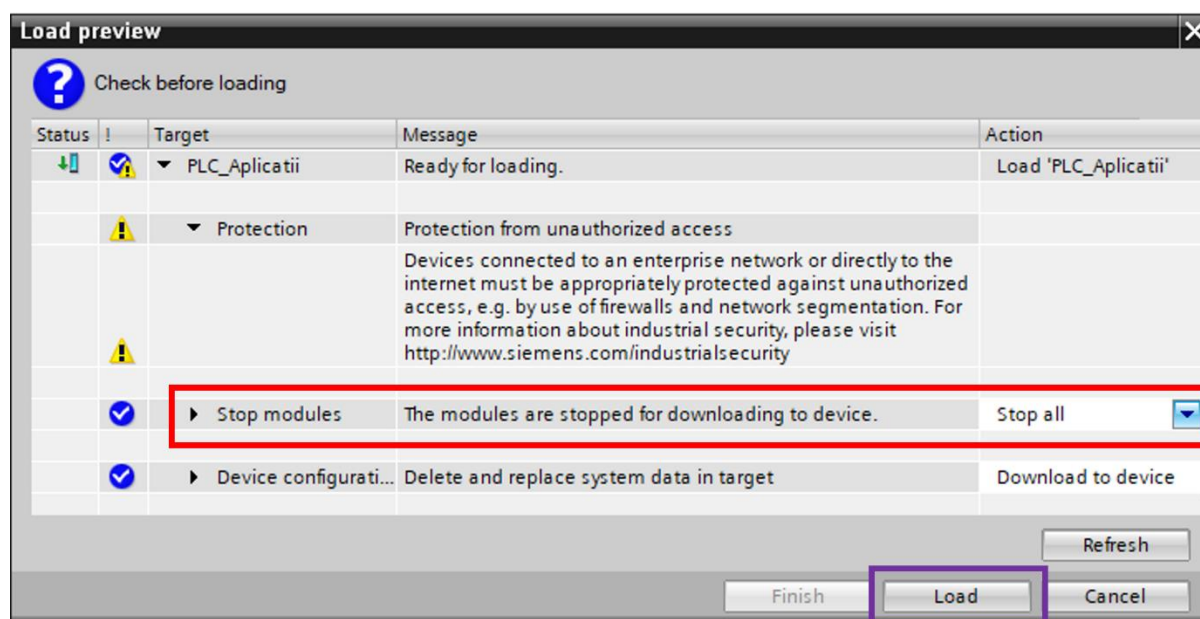 Load preview
Check before loading
Status ! Target Message Action
PLC_Aplicatii Ready for loading. Load 'PLC_Aplicatii'
Protection Protection from unauthorized access
Devices connected to an enterprise network or directly to the
internet must be appropriately protected against unauthorized
access, e.g. by use of firewalls and network segmentation. For
more information about industrial security, please visit
http://www.siemens.com/industrialsecurity
Stop modules The modules are stopped for downloading to device. Stop all
Device configurati... Delete and replace system data in target Download to device
Refresh
Finish Load Cancel